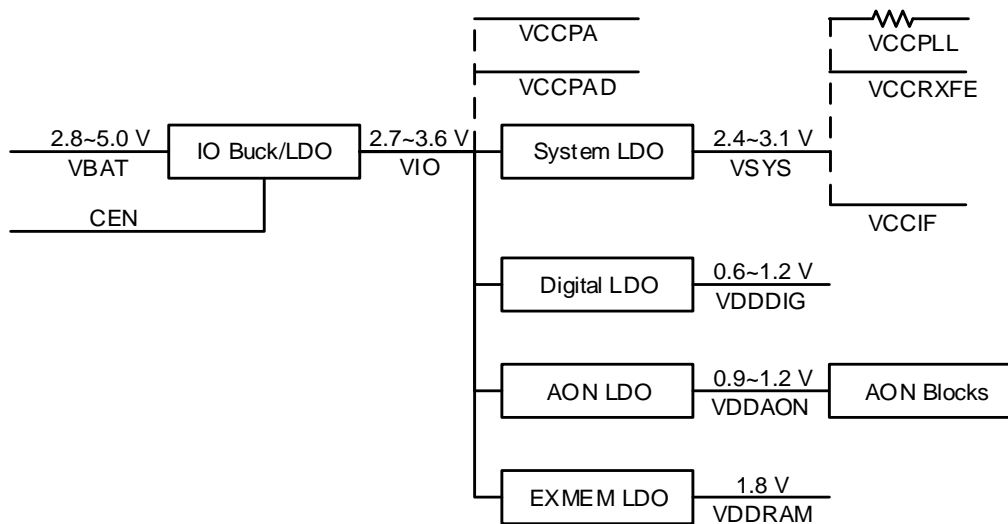 VCCPA
VCCPLL
VCCPAD
VCCRXFE
2.8~5.0 V
VBAT
IO Buck/LDO
2.7~3.6 V
VIO
System LDO
2.4~3.1 V
VSYS
CEN
VCCIF
Digital LDO
0.6~1.2 V
VDDDIG
AON LDO
0.9~1.2 V
VDDAON
AON Blocks
EXMEM LDO
1.8 V
VDDRAM